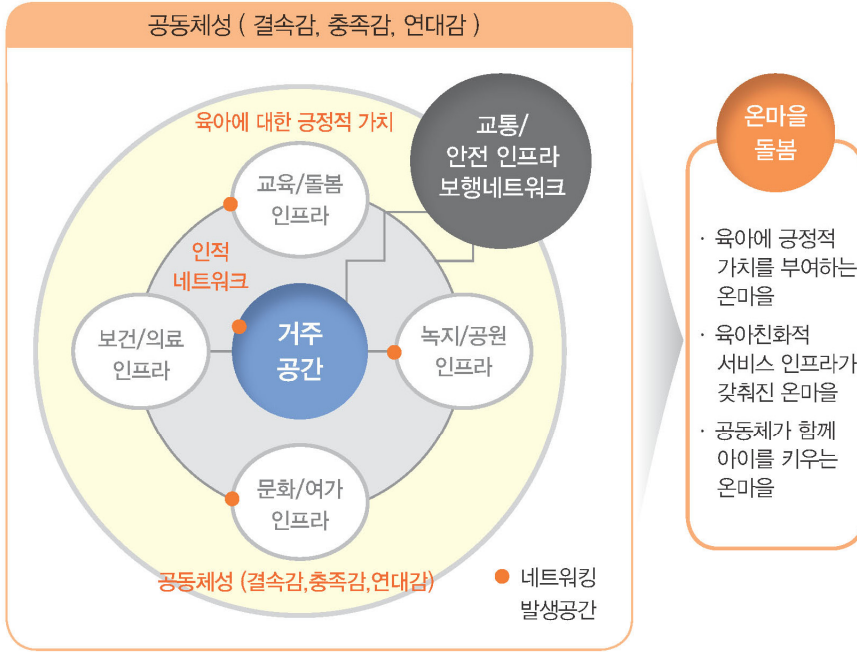 공동체성 ( 결속감, 충족감, 연대감 )
육아에 대한 긍정적 가치
교통/
안전 인프라
보행네트워크
교육/돌봄
인프라
인적
네트워크
보건/의료
인프라
거주
공간
녹지/공원
인프라
문화/여가
인프라
공동체성 (결속감,충족감,연대감)
네트워킹
발생공간
온마을
돌봄
· 육아에 긍정적
가치를 부여하는
온마을
· 육아친화적
서비스 인프라가
갖춰진 온마을
· 공동체가 함께
아이를 키우는
온마을